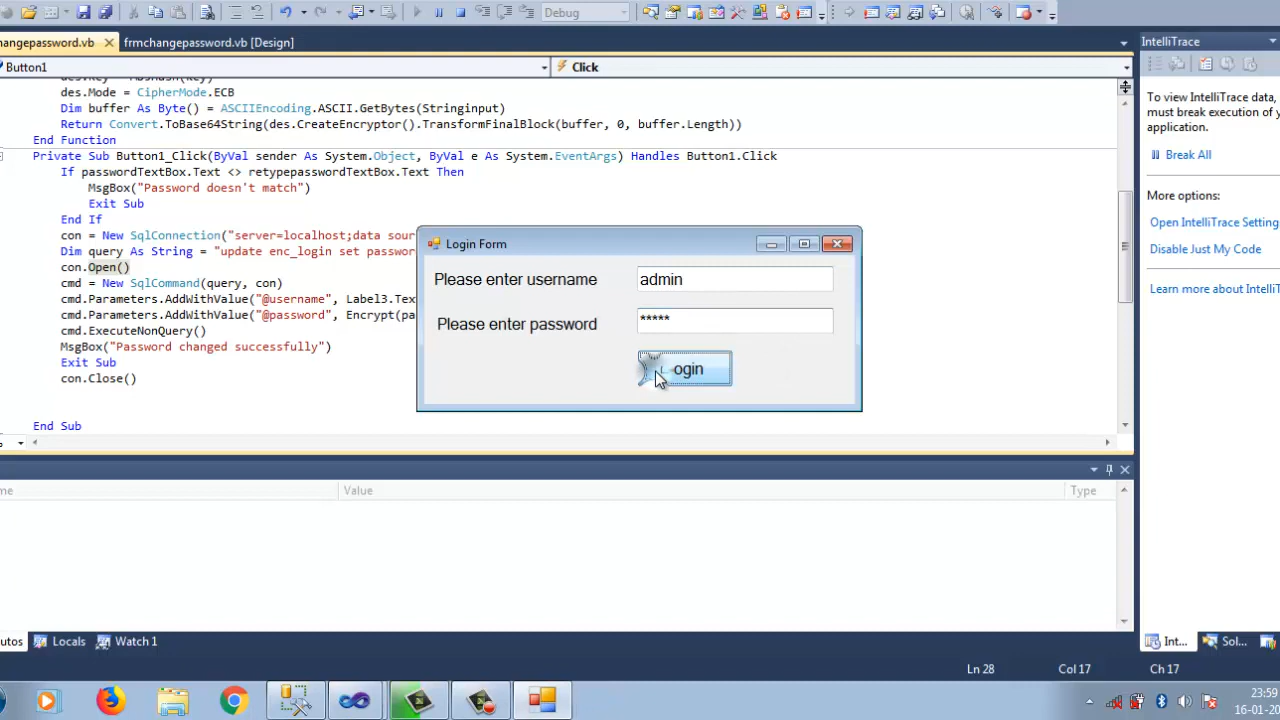 Debug
angepassword.vb
frmchangepassword.vb [Design]
Button1
Click
des.Mode = CipherMode.ECB
Dim buffer As Byte() = ASCIIEncoding.ASCII.GetBytes(Stringinput)
Return Convert.ToBase64String(des.CreateEncryptor().TransformFinalBlock(buffer, 0, buffer.Length))
End Function
Private Sub Button1_Click(ByVal sender As System.Object, ByVal e As System.EventArgs) Handles Button1.Click
If passwordTextBox.Text <> retypepasswordTextBox.Text Then
MsgBox("Password doesn't match")
Exit Sub
End If
con = New SqlConnection("server=localhost;data sour
Dim query As String = "update enc_login set passwor
con.Open()
cmd = New SqlCommand(query, con)
cmd.Parameters.AddWithValue("@username", Label3.Tex
cmd.Parameters.AddWithValue("@password", Encrypt(pa
cmd.ExecuteNonQuery()
MsgBox("Password changed successfully")
Exit Sub
con.Close()
End Sub
Login Form
Please enter username
admin
Please enter password
*****
Login
IntelliTrace
To view IntelliTrace data,
must break execution of y
application.
Break All
More options:
Open IntelliTrace Setting
Disable Just My Code
Learn more about IntelliT
me
Value
Type
utos
Locals
Watch 1
Int...
Sol...
Ln 28
Col 17
Ch 17
23:59
16-01-20